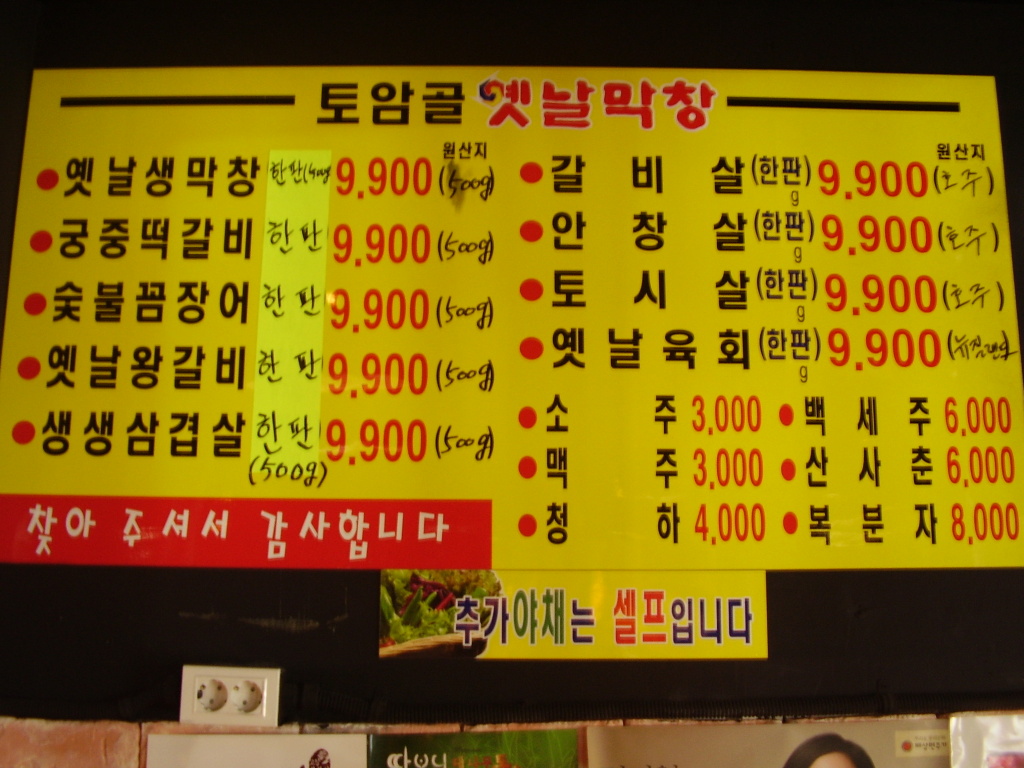 토암골 옛날막창
원산지
옛날생막창 한판(500g 9.900 (500g)
궁중떡갈비 한판 9.900 (500g)
숯불꼼장어 한판 9.900 (500g)
옛날왕갈비 한판 9.900 (500g)
생생삼겹살 한판 9.900 (500g)
(500g)
찾아 주셔서 감사합니다
원산지
갈비살 (한판) 9.900 (호주)
g
안창살 (한판) 9.900 (호주)
g
토시살 (한판) 9.900 (호주)
g
옛날육회 (한판) 9.900 (뉴질랜드)
g
소주 3,000 백세주 6,000
맥주 3,000 산사춘 6,000
청하 4,000 복분자 8,000
추가야채는 셀프입니다